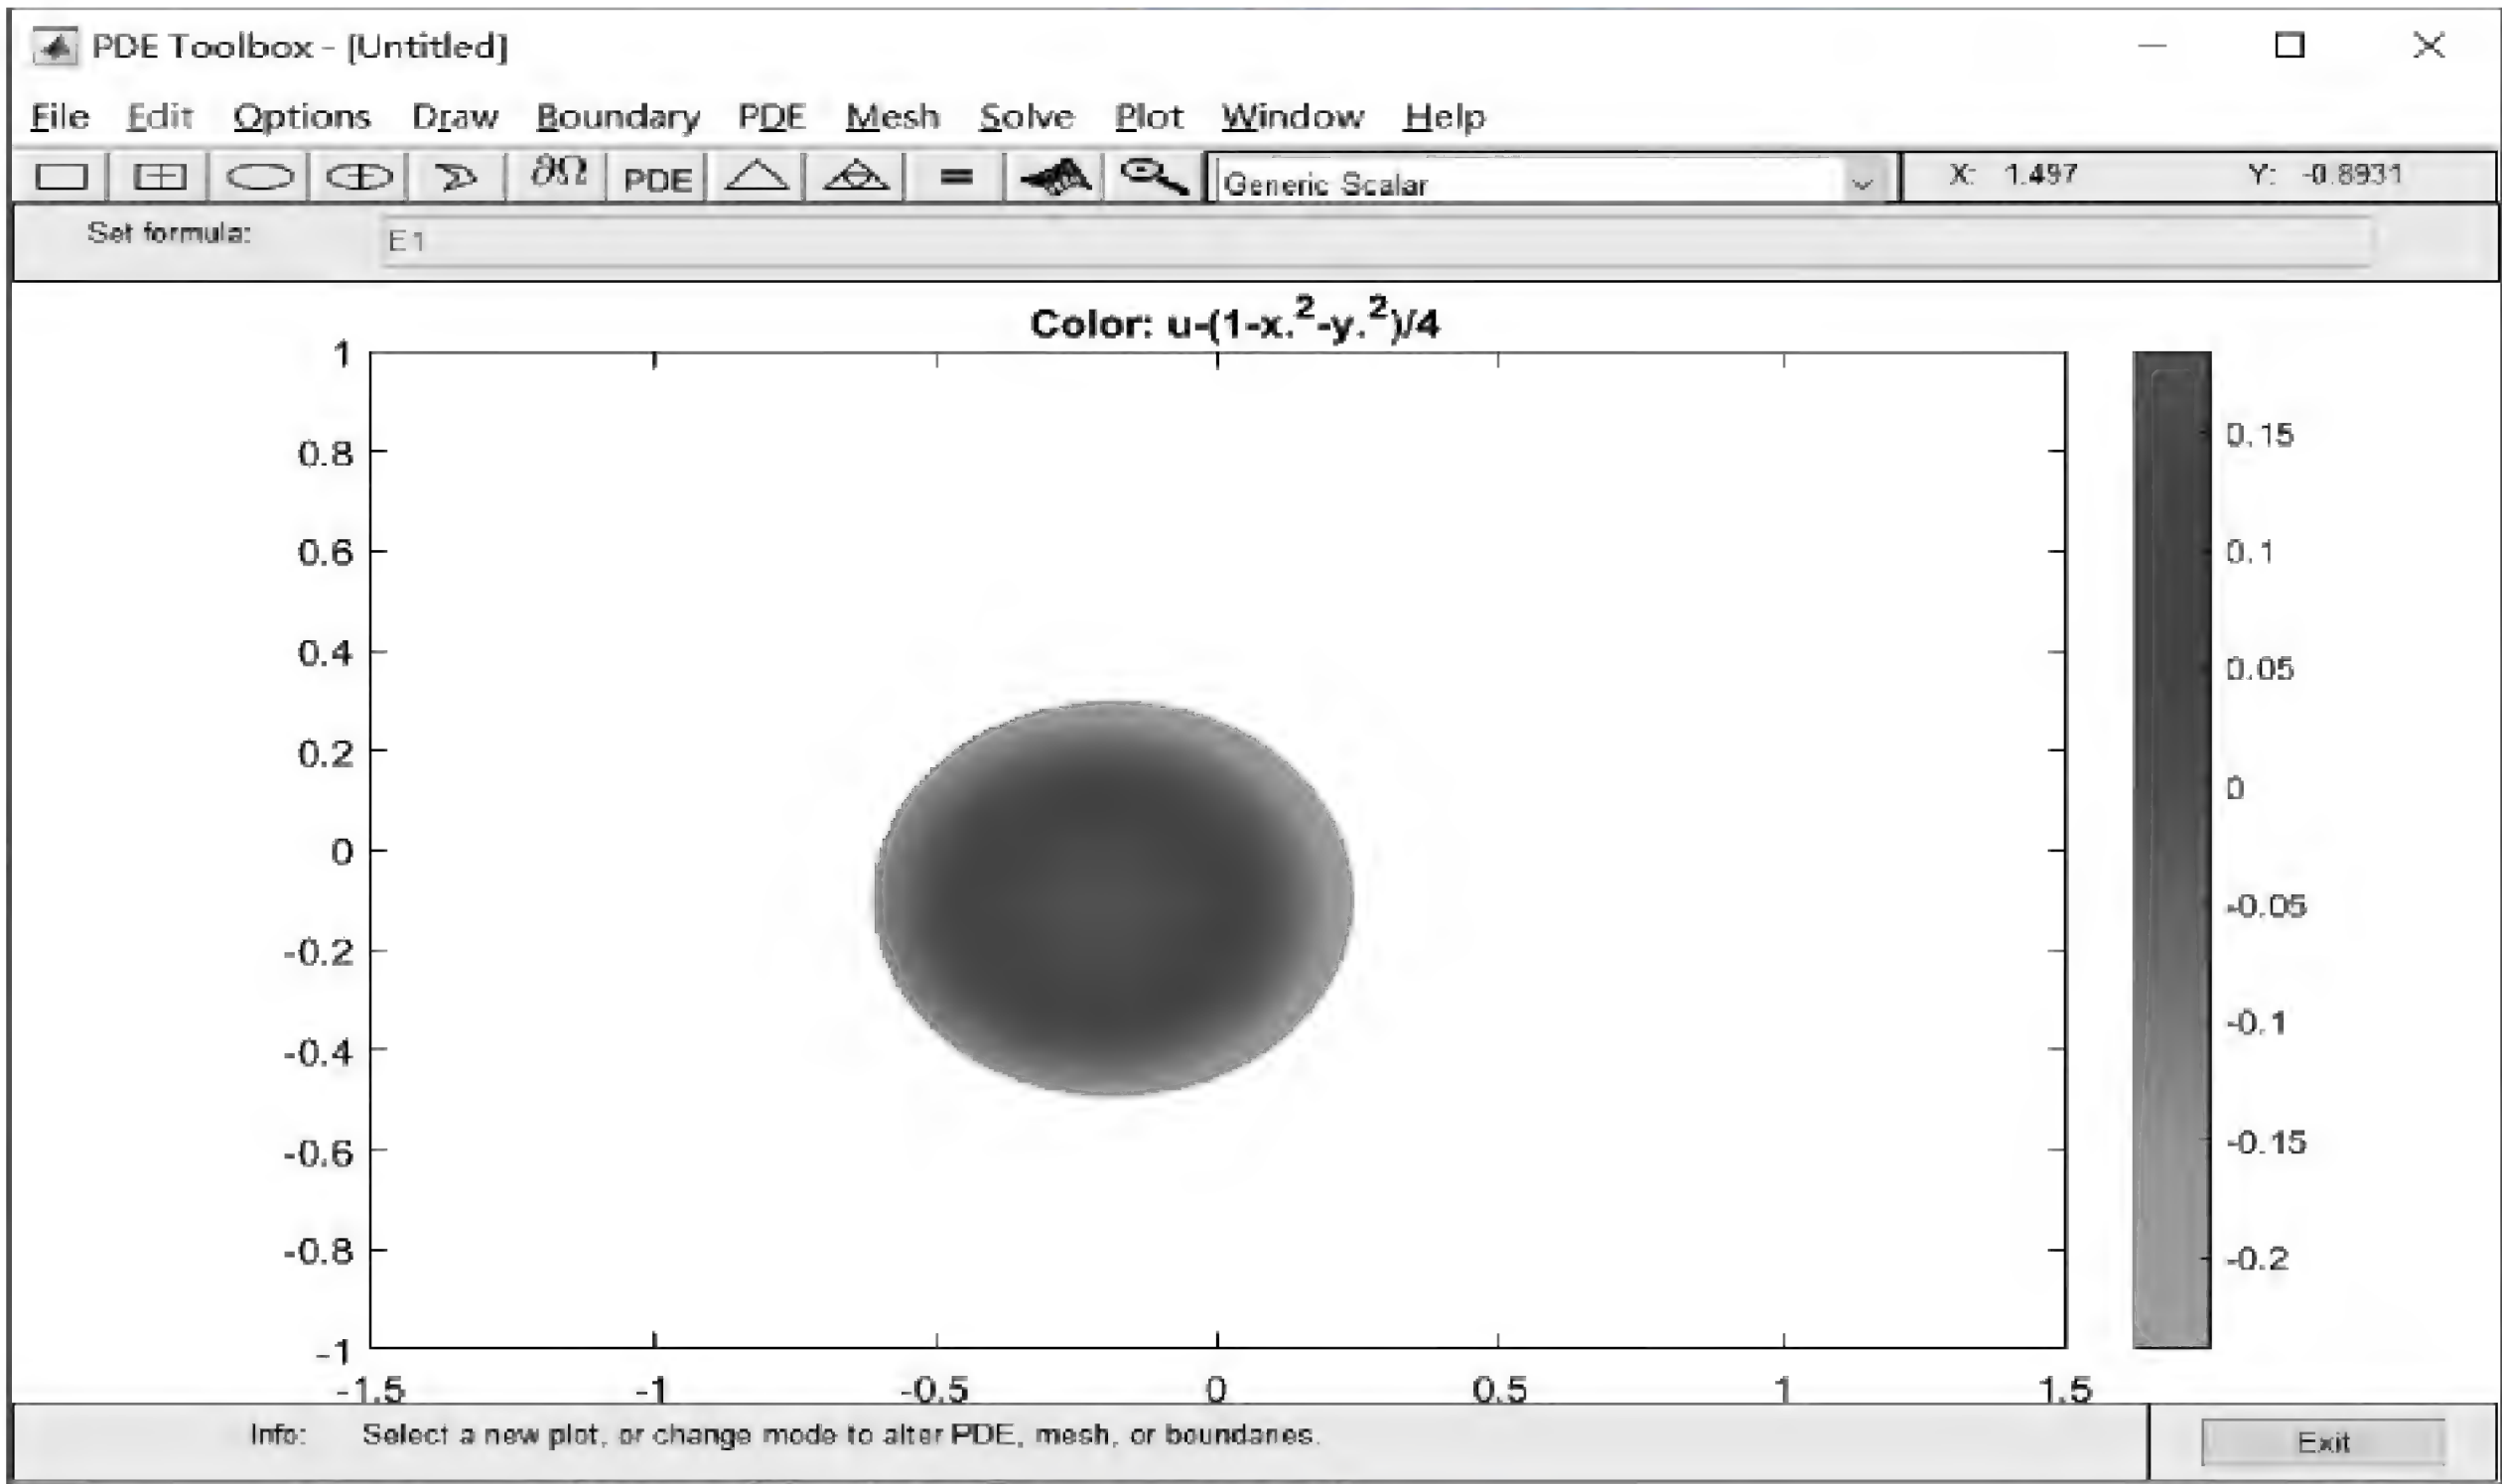 PDE Toolbox - [Untitled]
File Edit Options Draw Boundary PDE Mesh Solve Plot Window Help
∂Ω PDE = Generic Scalar X: 1.497 Y: -0.8931
Set formula: E1
Color: u-(1-x.²-y.²)/4
1
0.8
0.6
0.4
0.2
0
-0.2
-0.4
-0.6
-0.8
-1
-1.5 -1 -0.5 0 0.5 1 1.5
0.15
0.1
0.05
0
-0.05
-0.1
-0.15
-0.2
Info: Select a new plot, or change mode to alter PDE, mesh, or boundaries.
Exit